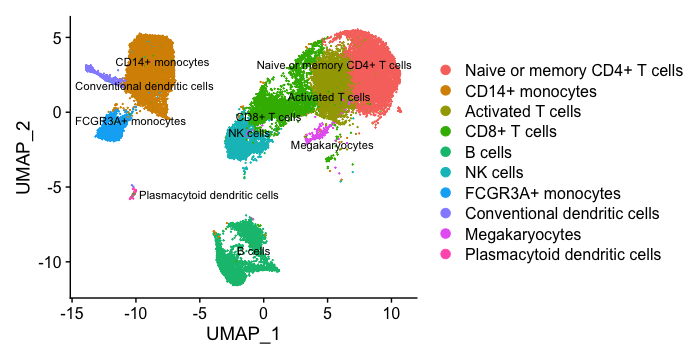 5
0
-5
-10
UMAP_2
CD14+ monocytes
Conventional dendritic cells
FCGR3A+ monocytes
Naive or memory CD4+ T cells
Activated T cells
CD8+ T cells
NK cells
Megakaryocytes
Plasmacytoid dendritic cells
B cells
-15 -10 -5 0 5 10
UMAP_1
Naive or memory CD4+ T cells
CD14+ monocytes
Activated T cells
CD8+ T cells
B cells
NK cells
FCGR3A+ monocytes
Conventional dendritic cells
Megakaryocytes
Plasmacytoid dendritic cells